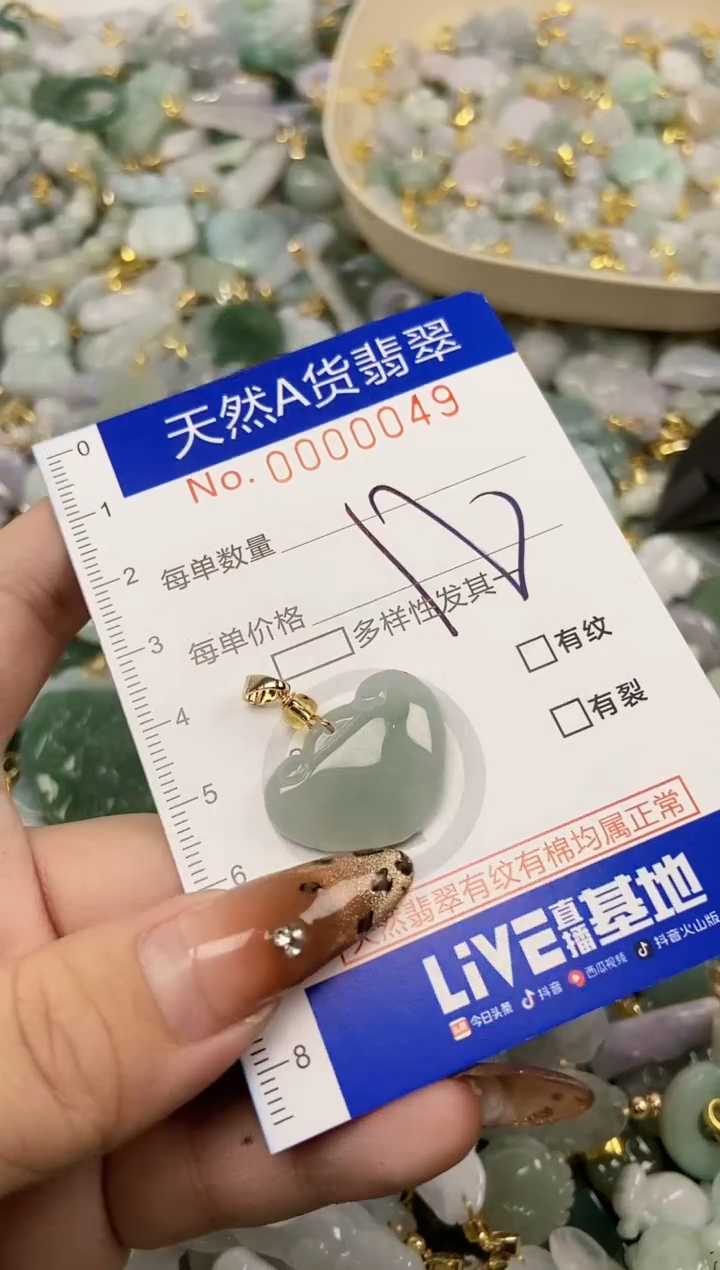 天然A货翡翠
No. 0000049
0
1
2
3
4
5
6
8
每单数量
每单价格
多样性发其一
有纹
有裂
天然翡翠有纹有棉均属正常
LIVE直播基地
今日头条 抖音 西瓜视频 抖音火山版